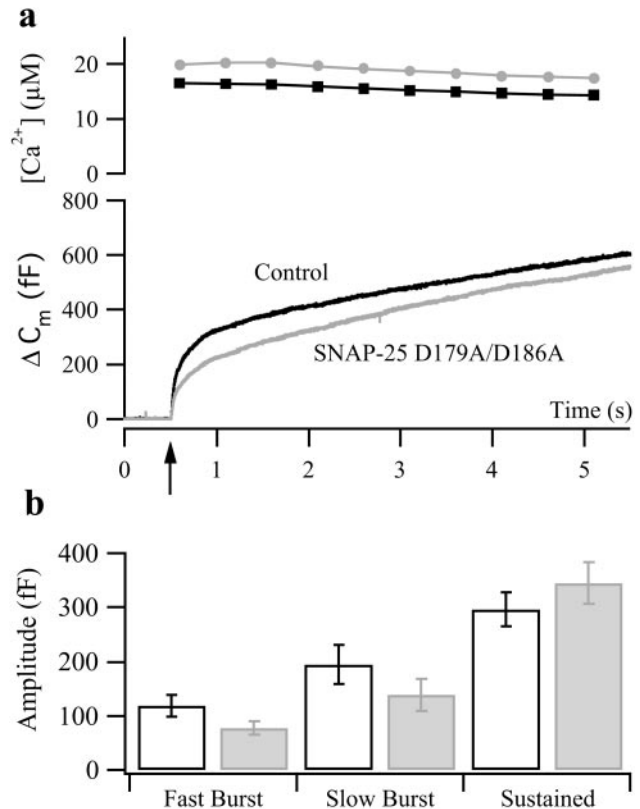 a
[Ca²⁺] (μM)
20
10
0
Δ Cₘ (fF)
800
600
400
200
0
Control
SNAP-25 D179A/D186A
Time (s)
0 1 2 3 4 5
b
Amplitude (fF)
400
300
200
100
0
Fast Burst Slow Burst Sustained